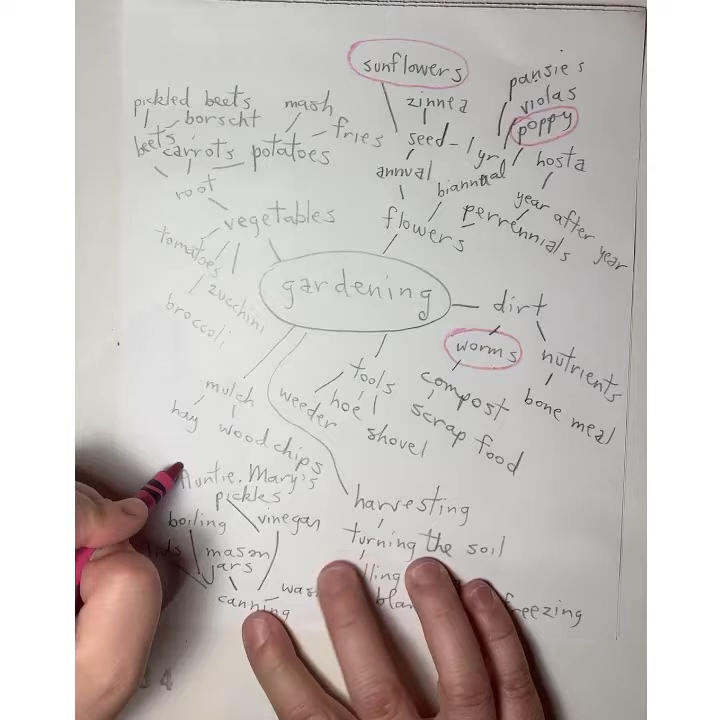 sunflowers
pansies
violas
poppy
zinnea
seed - 1 yr
hosta
annual
biannual
year after year
perrennials
flowers
pickled beets
borscht
mash
fries
beets
carrots
potatoes
root
vegetables
tomatoes
zucchini
broccoli
gardening
dirt
worms
nutrients
compost
bone meal
scrap food
tools
weeder
hoe
shovel
mulch
hay
wood chips
harvesting
turning the soil
freezing
Auntie. Mary's
pickles
boiling
vinegar
lids
mason
jars
canning
34